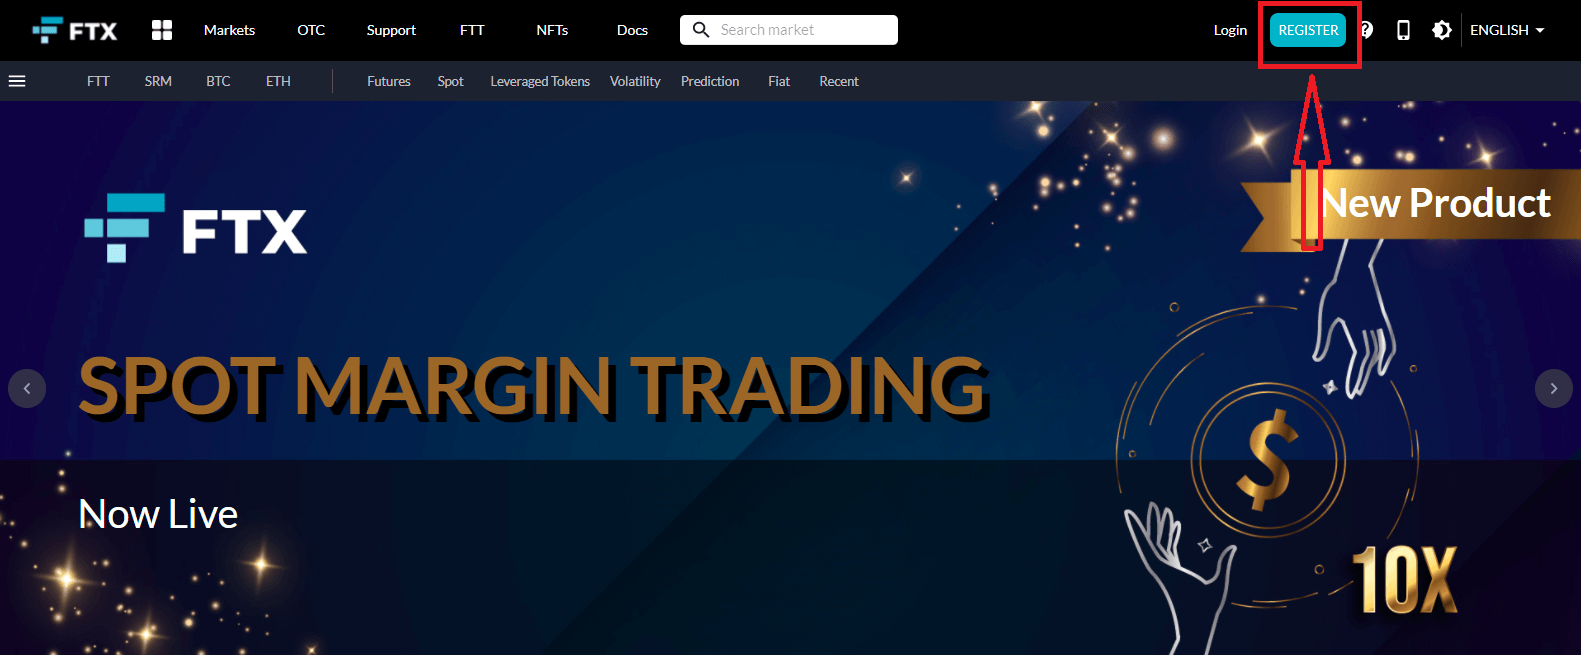 FTX Markets OTC Support FTT NFTs Docs Search market Login REGISTER ENGLISH
FTT SRM BTC ETH Futures Spot Leveraged Tokens Volatility Prediction Fiat Recent
New Product
FTX
SPOT MARGIN TRADING
Now Live
$
10X